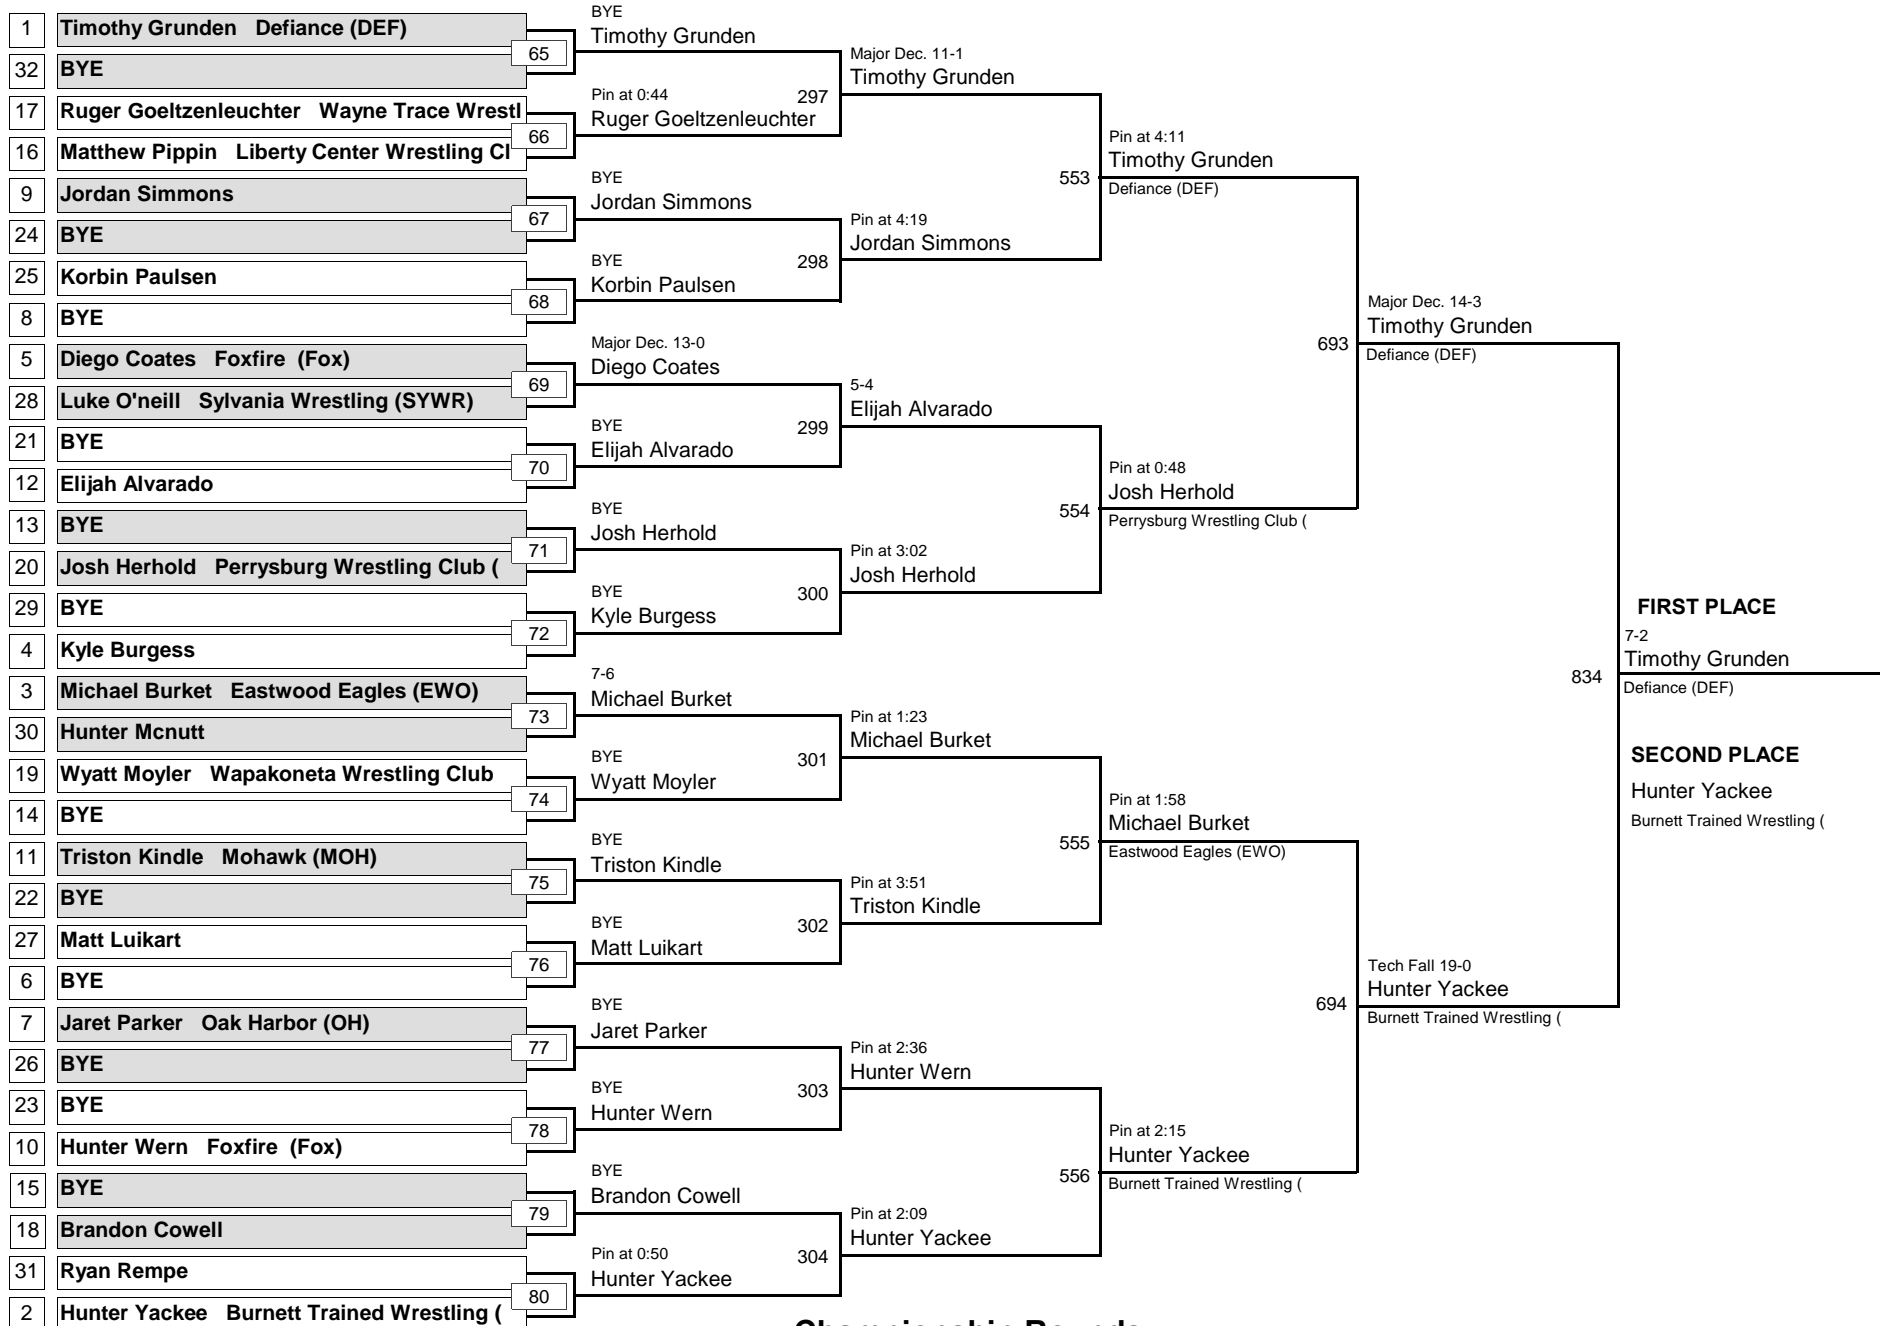 1 Timothy Grunden Defiance (DEF)
65
32 BYE
17 Ruger Goeltzenleuchter Wayne Trace Wrestl
66
16 Matthew Pippin Liberty Center Wrestling Cl
9 Jordan Simmons
67
24 BYE
25 Korbin Paulsen
68
8 BYE
5 Diego Coates Foxfire (Fox)
69
28 Luke O'neill Sylvania Wrestling (SYWR)
21 BYE
70
12 Elijah Alvarado
13 BYE
71
20 Josh Herhold Perrysburg Wrestling Club (
29 BYE
72
4 Kyle Burgess
3 Michael Burket Eastwood Eagles (EWO)
73
30 Hunter Mcnutt
19 Wyatt Moyler Wapakoneta Wrestling Club
74
14 BYE
11 Triston Kindle Mohawk (MOH)
75
22 BYE
27 Matt Luikart
76
6 BYE
7 Jaret Parker Oak Harbor (OH)
77
26 BYE
23 BYE
78
10 Hunter Wern Foxfire (Fox)
15 BYE
79
18 Brandon Cowell
31 Ryan Rempe
80
2 Hunter Yackee Burnett Trained Wrestling (
BYE
Timothy Grunden
Pin at 0:44
297
Ruger Goeltzenleuchter
BYE
Jordan Simmons
BYE
298
Korbin Paulsen
Major Dec. 13-0
Diego Coates
BYE
299
Elijah Alvarado
BYE
Josh Herhold
BYE
300
Kyle Burgess
7-6
Michael Burket
BYE
301
Wyatt Moyler
BYE
Triston Kindle
BYE
302
Matt Luikart
BYE
Jaret Parker
BYE
303
Hunter Wern
BYE
Brandon Cowell
Pin at 0:50
304
Hunter Yackee
Major Dec. 11-1
Timothy Grunden
553
Pin at 4:19
Jordan Simmons
5-4
Elijah Alvarado
554
Pin at 3:02
Josh Herhold
Pin at 1:23
Michael Burket
555
Pin at 3:51
Triston Kindle
Pin at 2:36
Hunter Wern
556
Pin at 2:09
Hunter Yackee
Pin at 4:11
Timothy Grunden
Defiance (DEF)
693
Pin at 0:48
Josh Herhold
Perrysburg Wrestling Club (
Pin at 1:58
Michael Burket
Eastwood Eagles (EWO)
694
Pin at 2:15
Hunter Yackee
Burnett Trained Wrestling (
Major Dec. 14-3
Timothy Grunden
Defiance (DEF)
834
Tech Fall 19-0
Hunter Yackee
Burnett Trained Wrestling (
FIRST PLACE
7-2
Timothy Grunden
Defiance (DEF)
SECOND PLACE
Hunter Yackee
Burnett Trained Wrestling (
Championship Rounds